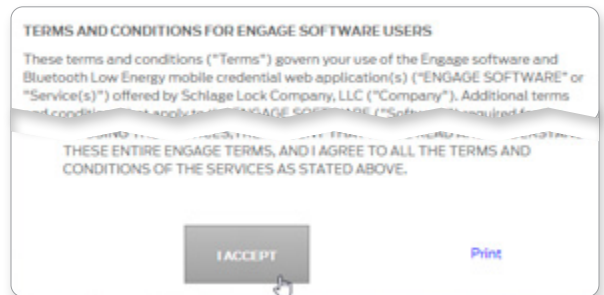 TERMS AND CONDITIONS FOR ENGAGE SOFTWARE USERS
These terms and conditions ("Terms") govern your use of the Engage software and
Bluetooth Low Energy mobile credential web application(s) ("ENGAGE SOFTWARE" or
"Service(s)") offered by Schlage Lock Company, LLC ("Company"). Additional terms
THESE ENTIRE ENGAGE TERMS, AND I AGREE TO ALL THE TERMS AND
CONDITIONS OF THE SERVICES AS STATED ABOVE.
I ACCEPT
Print